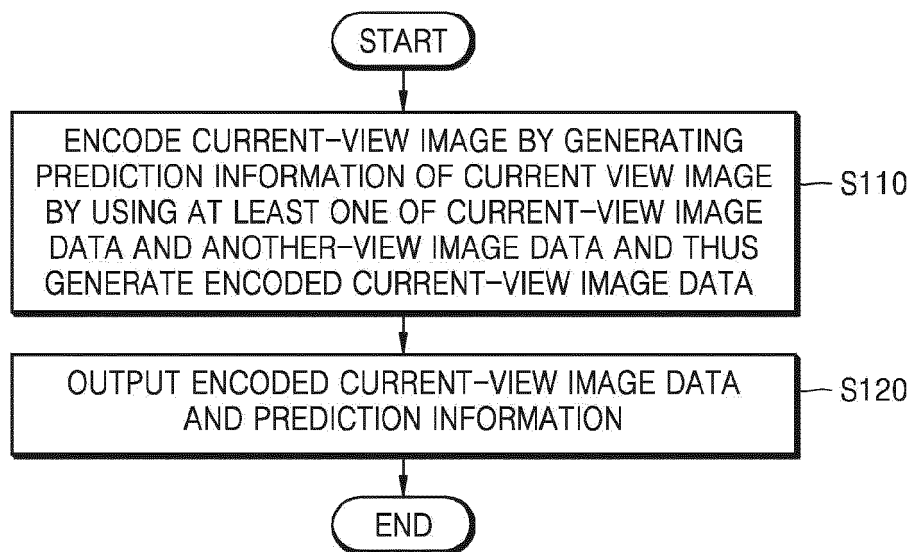 START
ENCODE CURRENT-VIEW IMAGE BY GENERATING
PREDICTION INFORMATION OF CURRENT VIEW IMAGE
BY USING AT LEAST ONE OF CURRENT-VIEW IMAGE
DATA AND ANOTHER-VIEW IMAGE DATA AND THUS
GENERATE ENCODED CURRENT-VIEW IMAGE DATA
S110
OUTPUT ENCODED CURRENT-VIEW IMAGE DATA
AND PREDICTION INFORMATION
S120
END